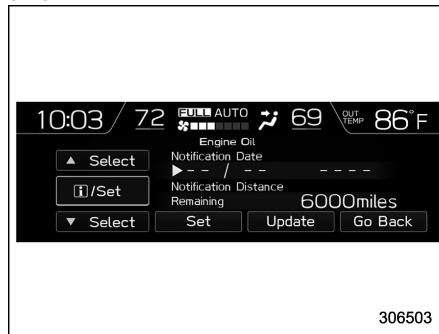 10:03 72 FULL AUTO 69 OUT TEMP 86°F
Engine Oil
▲ Select
Notification Date
▶-- / -- ----
i/Set
Notification Distance
Remaining 6000miles
▼ Select Set Update Go Back
306503